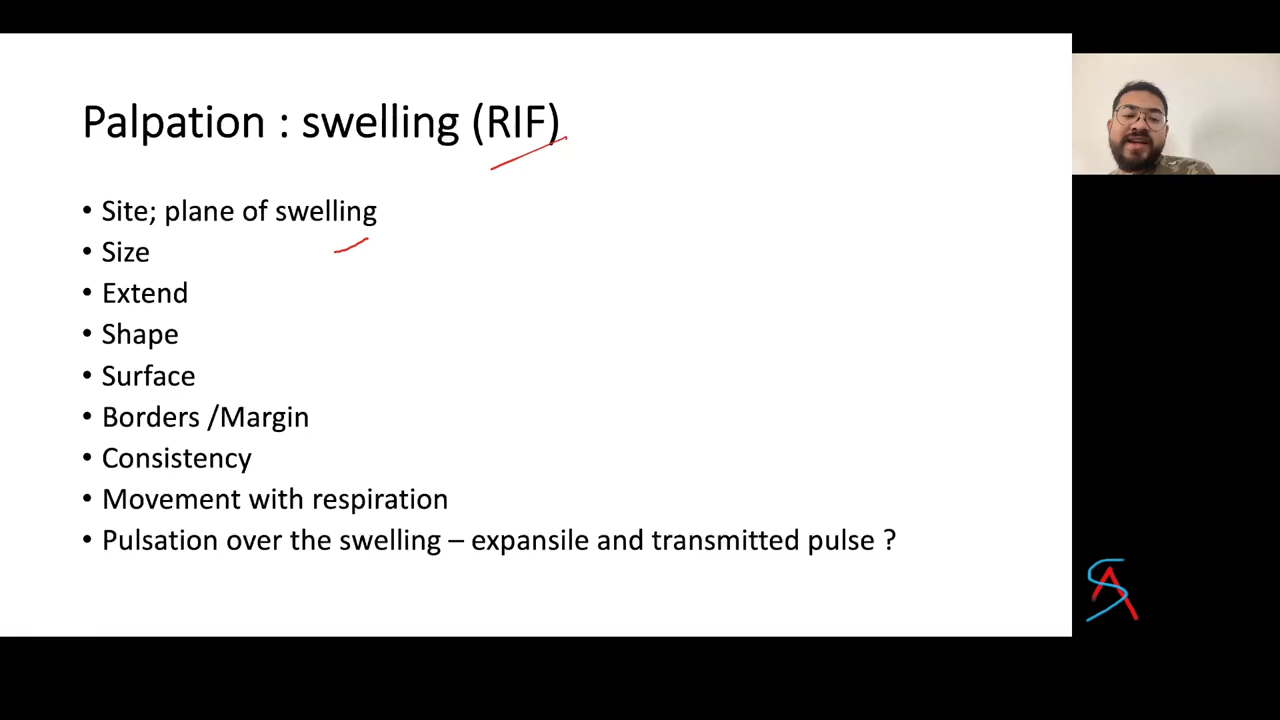 Palpation : swelling (RIF)
• Site; plane of swelling
• Size
• Extend
• Shape
• Surface
• Borders /Margin
• Consistency
• Movement with respiration
• Pulsation over the swelling – expansile and transmitted pulse ?
SA